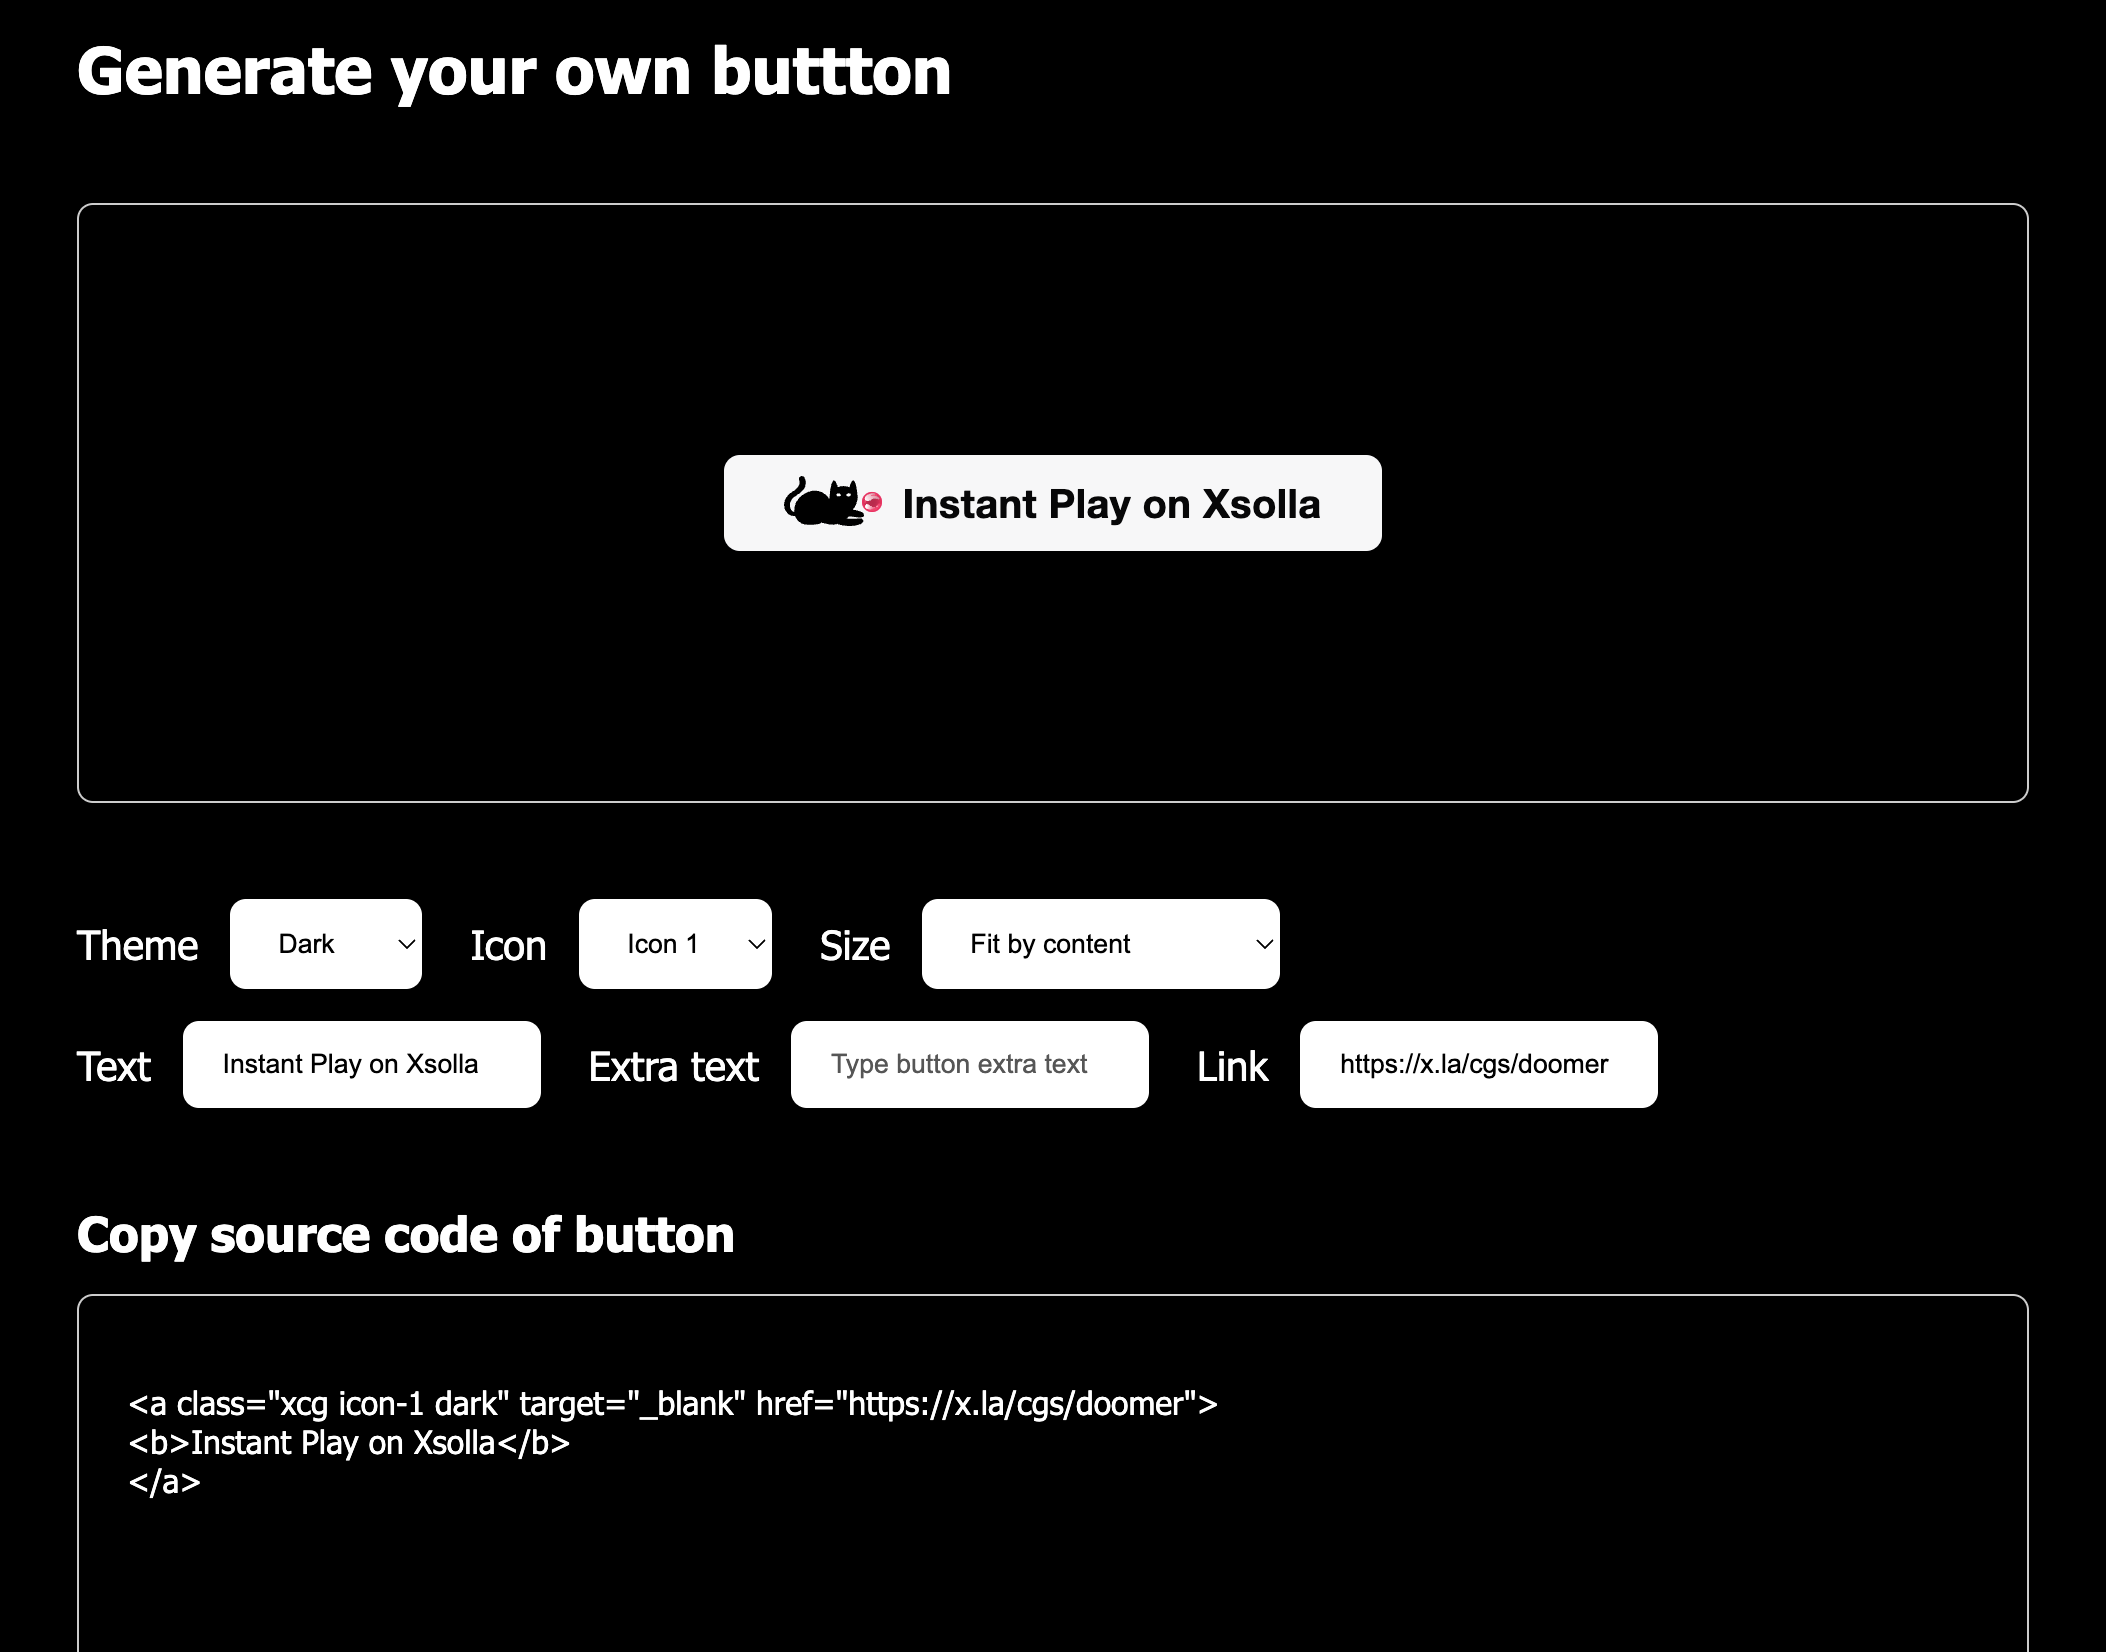 Generate your own buttton
Instant Play on Xsolla
Theme Dark Icon Icon 1 Size Fit by content
Text Instant Play on Xsolla Extra text Type button extra text Link https://x.la/cgs/doomer
Copy source code of button
<a class="xcg icon-1 dark" target="_blank" href="https://x.la/cgs/doomer">
<b>Instant Play on Xsolla</b>
</a>